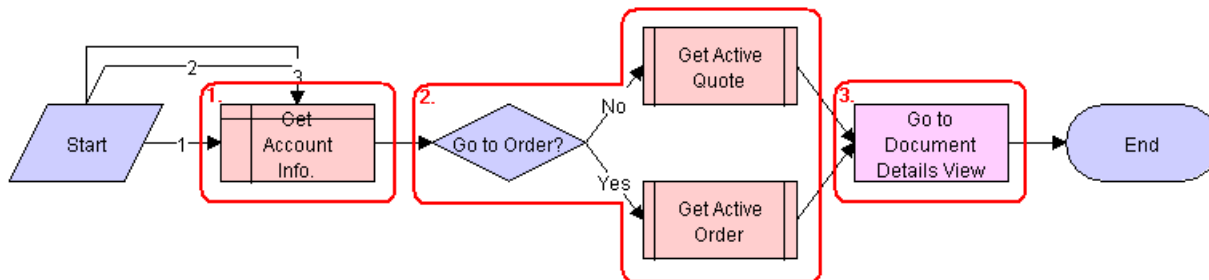 2
3
1.
Start
1
Get
Account
Info.
2.
Go to Order?
No
Yes
Get Active
Quote
Get Active
Order
3.
Go to
Document
Details View
End